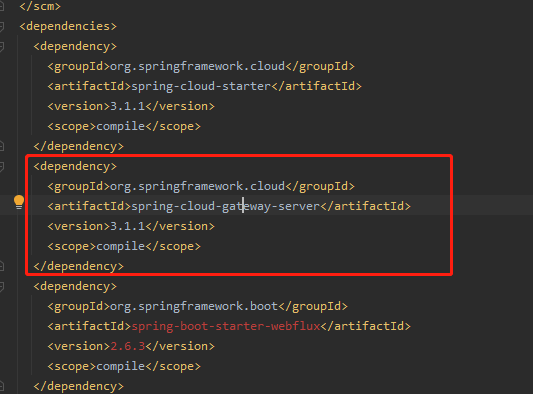 </scm>
<dependencies>
<dependency>
<groupId>org.springframework.cloud</groupId>
<artifactId>spring-cloud-starter</artifactId>
<version>3.1.1</version>
<scope>compile</scope>
</dependency>
<dependency>
<groupId>org.springframework.cloud</groupId>
<artifactId>spring-cloud-gateway-server</artifactId>
<version>3.1.1</version>
<scope>compile</scope>
</dependency>
<dependency>
<groupId>org.springframework.boot</groupId>
<artifactId>spring-boot-starter-webflux</artifactId>
<version>2.6.3</version>
<scope>compile</scope>
</dependency>